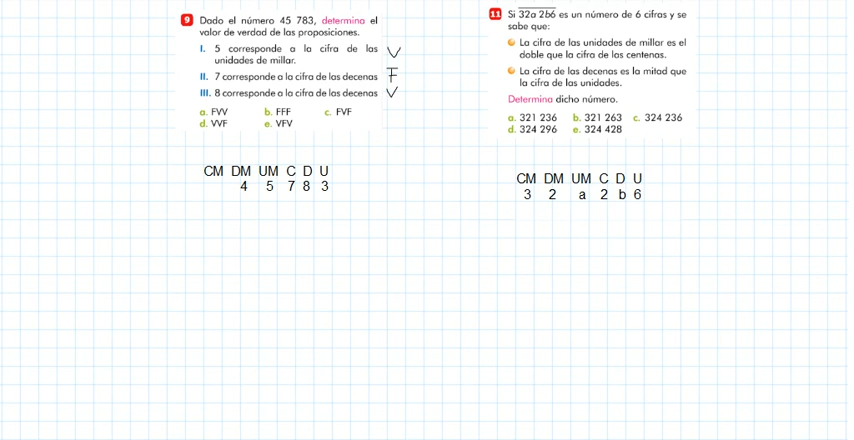 9 Dado el número 45 783, determina el
valor de verdad de las proposiciones.
I. 5 corresponde a la cifra de las V
unidades de millar.
II. 7 corresponde a la cifra de las decenas F
III. 8 corresponde a la cifra de las decenas V
a. FVV b. FFF c. FVF
d. VVF e. VFV
CM DM UM C D U
4 5 7 8 3
11 Si 32a 2b6 es un número de 6 cifras y se
sabe que:
La cifra de las unidades de millar es el
doble que la cifra de las centenas.
La cifra de las decenas es la mitad que
la cifra de las unidades.
Determina dicho número.
a. 321 236 b. 321 263 c. 324 236
d. 324 296 e. 324 428
CM DM UM C D U
3 2 a 2 b 6